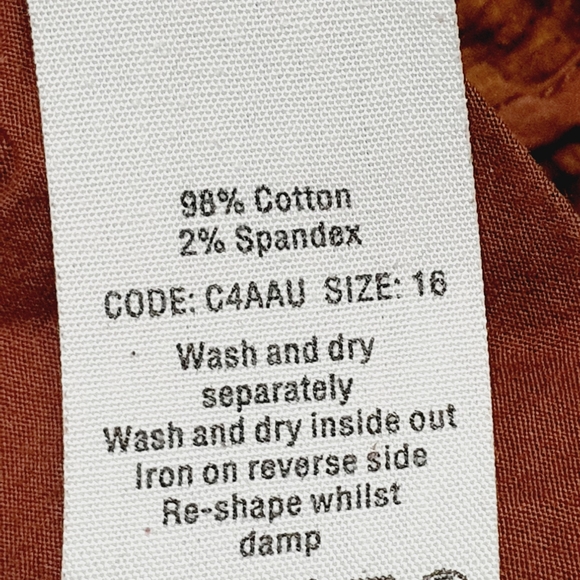 98% Cotton
2% Spandex
CODE: C4AAU SIZE: 16
Wash and dry
separately
Wash and dry inside out
Iron on reverse side
Re-shape whilst
damp